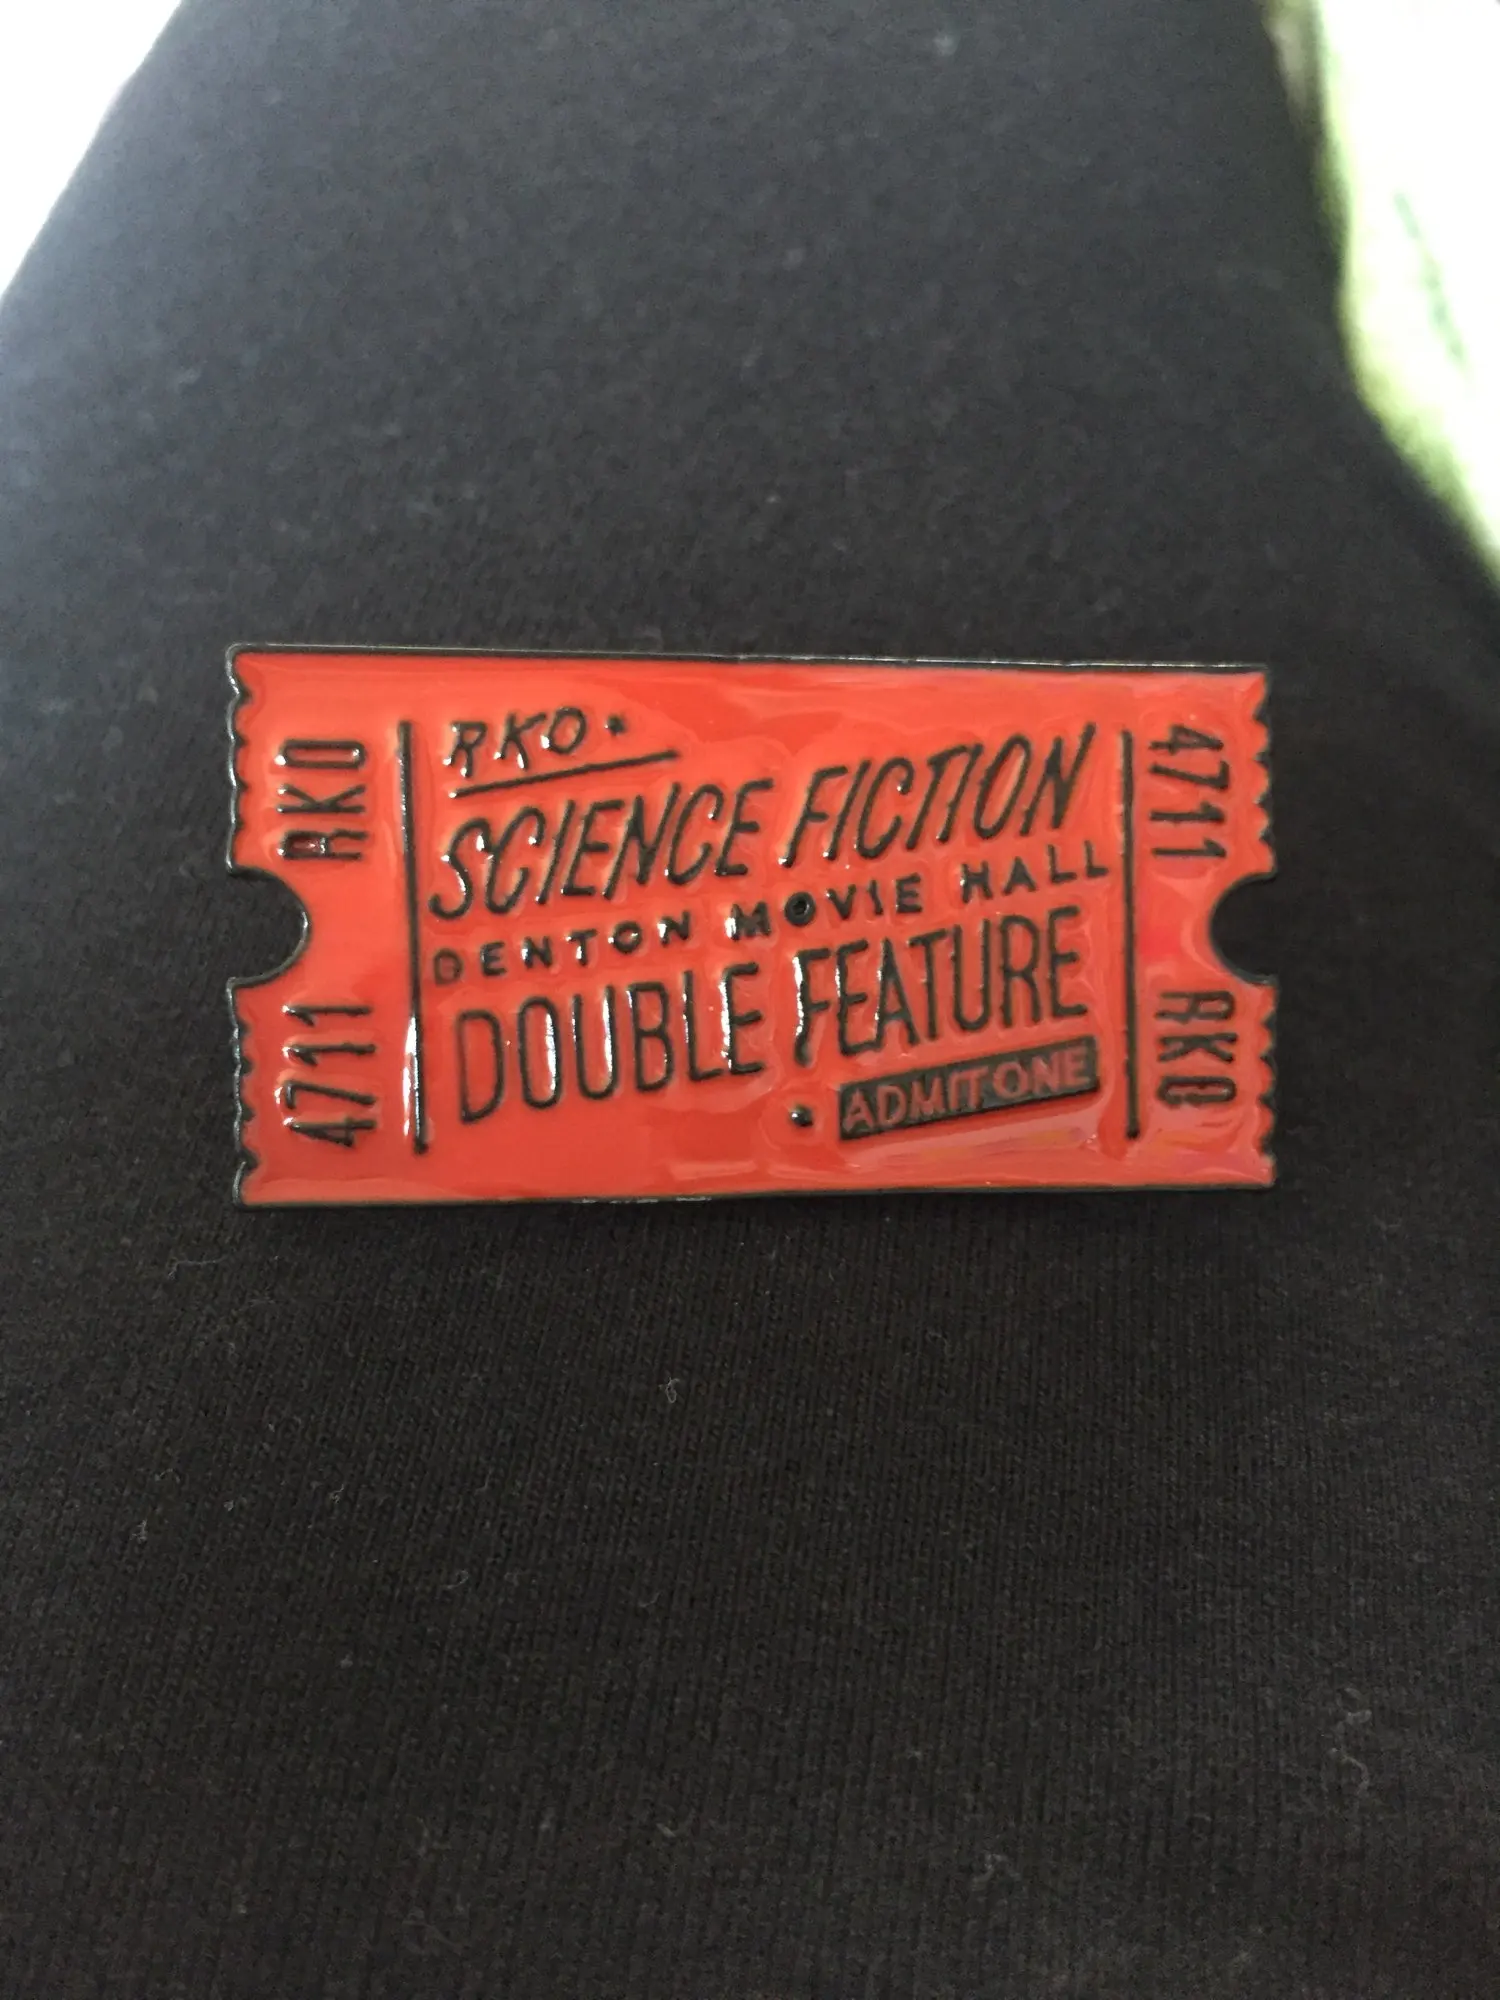 RKO
4711
RKO
SCIENCE FICTION
DENTON MOVIE HALL
DOUBLE FEATURE
ADMIT ONE
4711
RKO